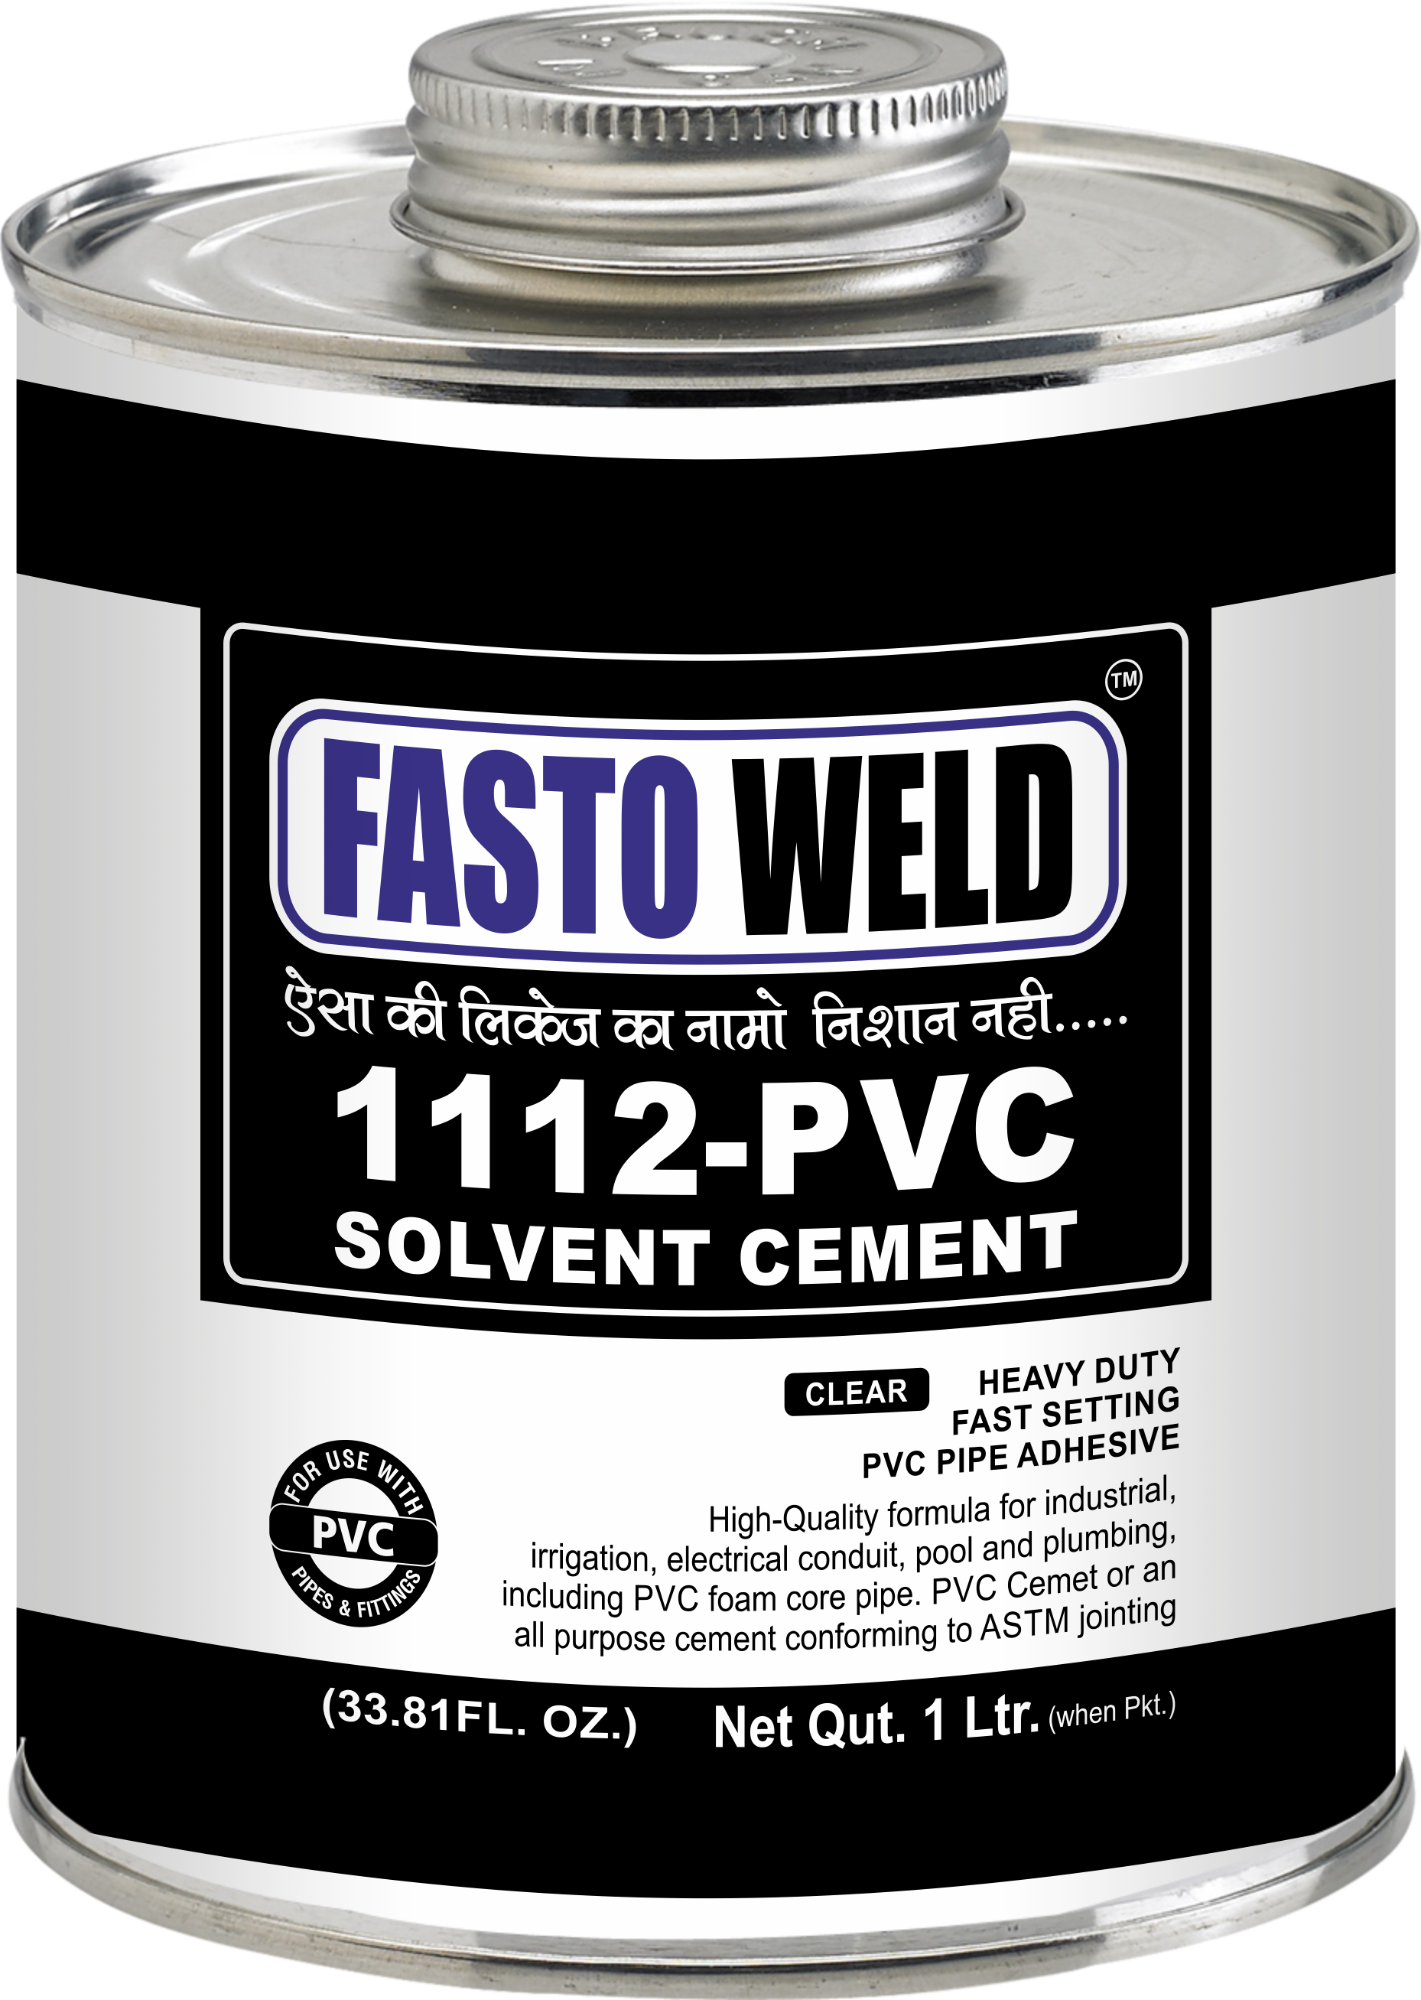 TM
FASTO WELD
ऐसा की लिकेज का नामो निशान नही.....
1112-PVC
SOLVENT CEMENT
CLEAR
HEAVY DUTY
FAST SETTING
PVC PIPE ADHESIVE
High-Quality formula for industrial,
irrigation, electrical conduit, pool and plumbing,
including PVC foam core pipe. PVC Cemet or an
all purpose cement conforming to ASTM jointing
FOR USE WITH
PVC
PIPES & FITTINGS
(33.81FL. OZ.) Net Qut. 1 Ltr. (when Pkt.)